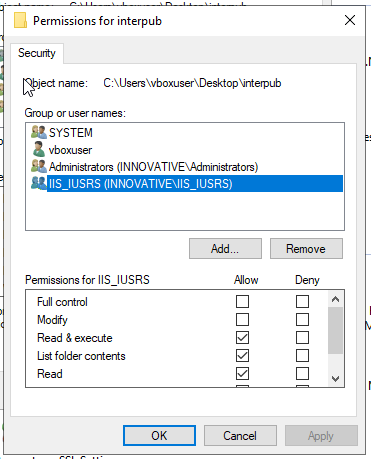 Permissions for interpub
Security
Object name: C:\Users\vboxuser\Desktop\interpub
Group or user names:
SYSTEM
vboxuser
Administrators (INNOVATIVE\Administrators)
IIS_IUSRS (INNOVATIVE\IIS_IUSRS)
Add... Remove
Permissions for IIS_IUSRS Allow Deny
Full control
Modify
Read & execute
List folder contents
Read
OK Cancel Apply